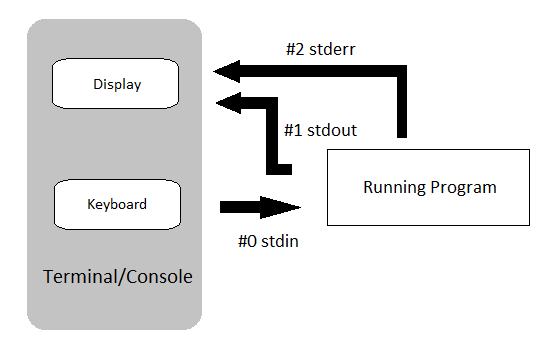 #2 stderr
Display
#1 stdout
Running Program
Keyboard
#0 stdin
Terminal/Console